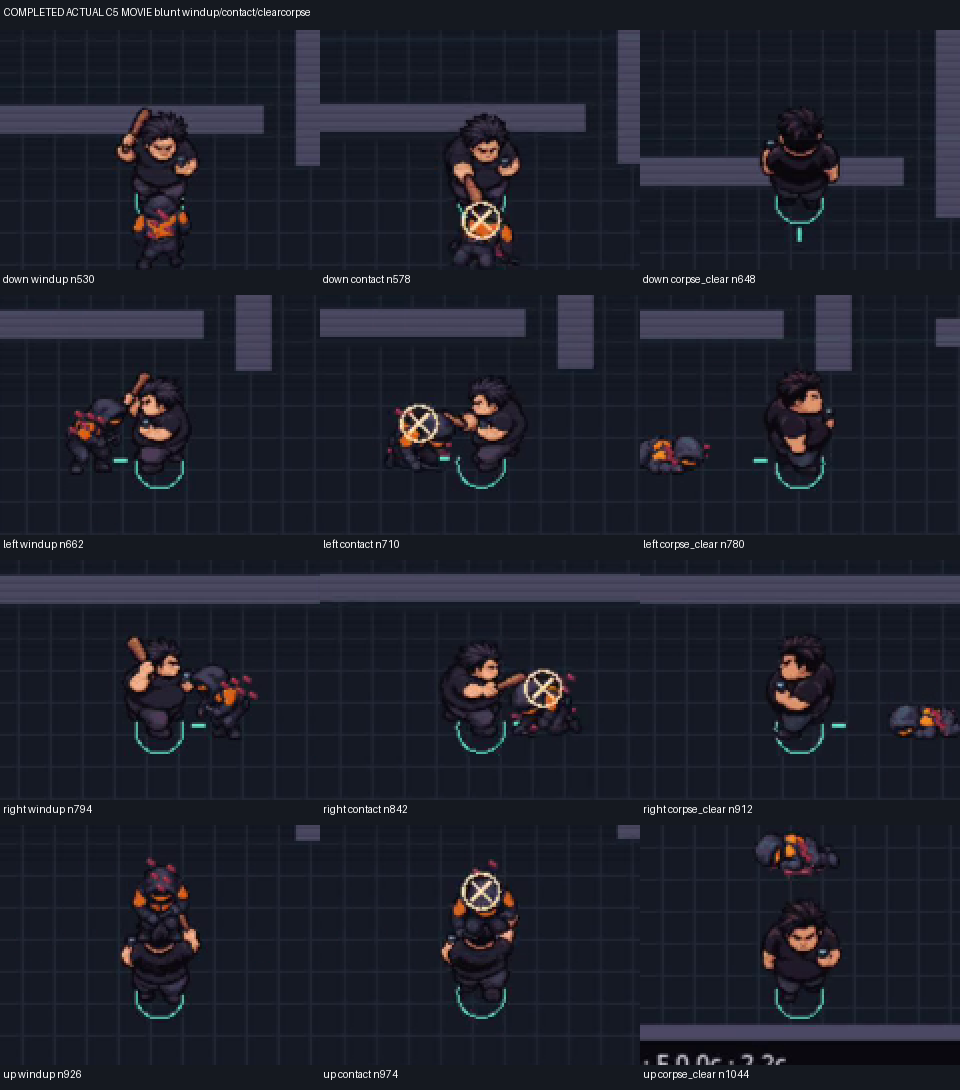 COMPLETED ACTUAL C5 MOVIE blunt windup/contact/clearcorpse
down windup n530
down contact n578
down corpse_clear n648
left windup n662
left contact n710
left corpse_clear n780
right windup n794
right contact n842
right corpse_clear n912
up windup n926
up contact n974
up corpse_clear n1044